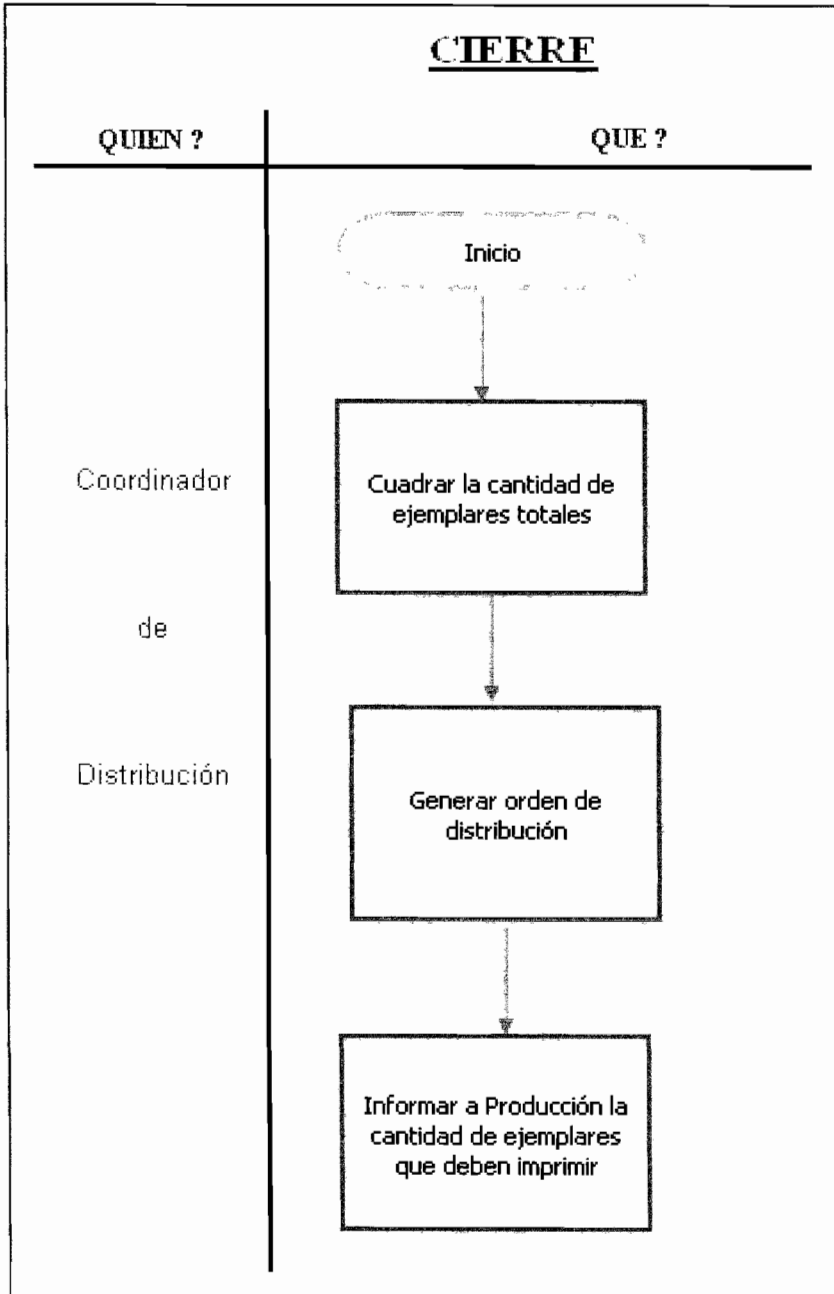 CIERRE
QUIEN ?
QUE ?
Inicio
Coordinador
de
Distribución
Cuadrar la cantidad de
ejemplares totales
Generar orden de
distribución
Informar a Producción la
cantidad de ejemplares
que deben imprimir